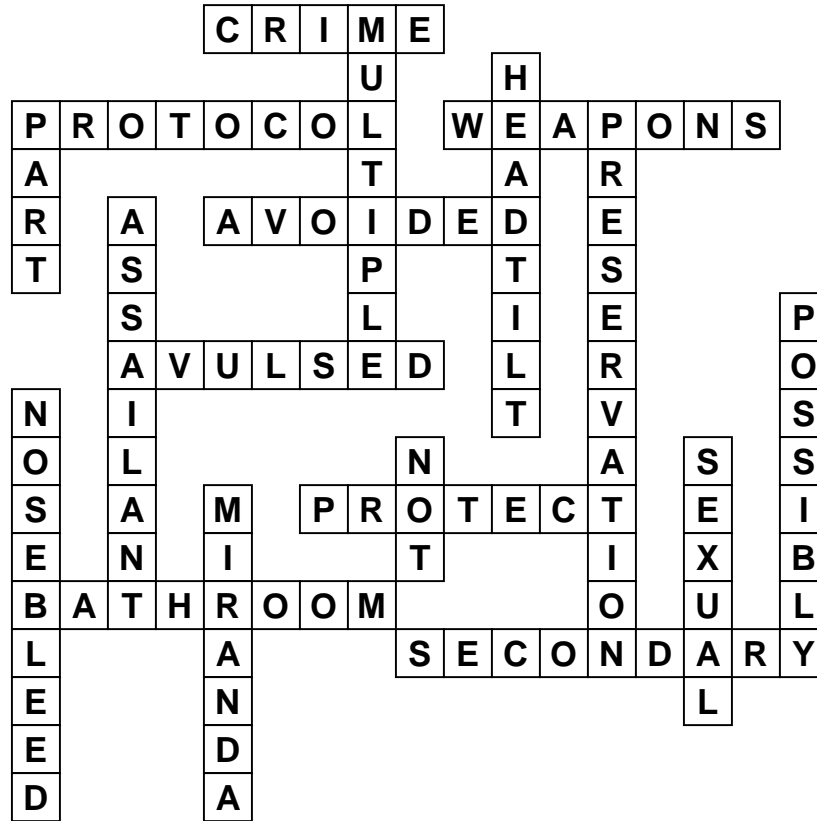 CRIME
MULTIPLE
HEADTILT
PROTOCOL
PART
WEAPONS
PRESERVATION
ASSAILANT
AVOIDED
POSSIBLY
AVULSED
NOSEBLEED
NOT
SEXUAL
MIRANDA
PROTECT
BATHROOM
SECONDARY